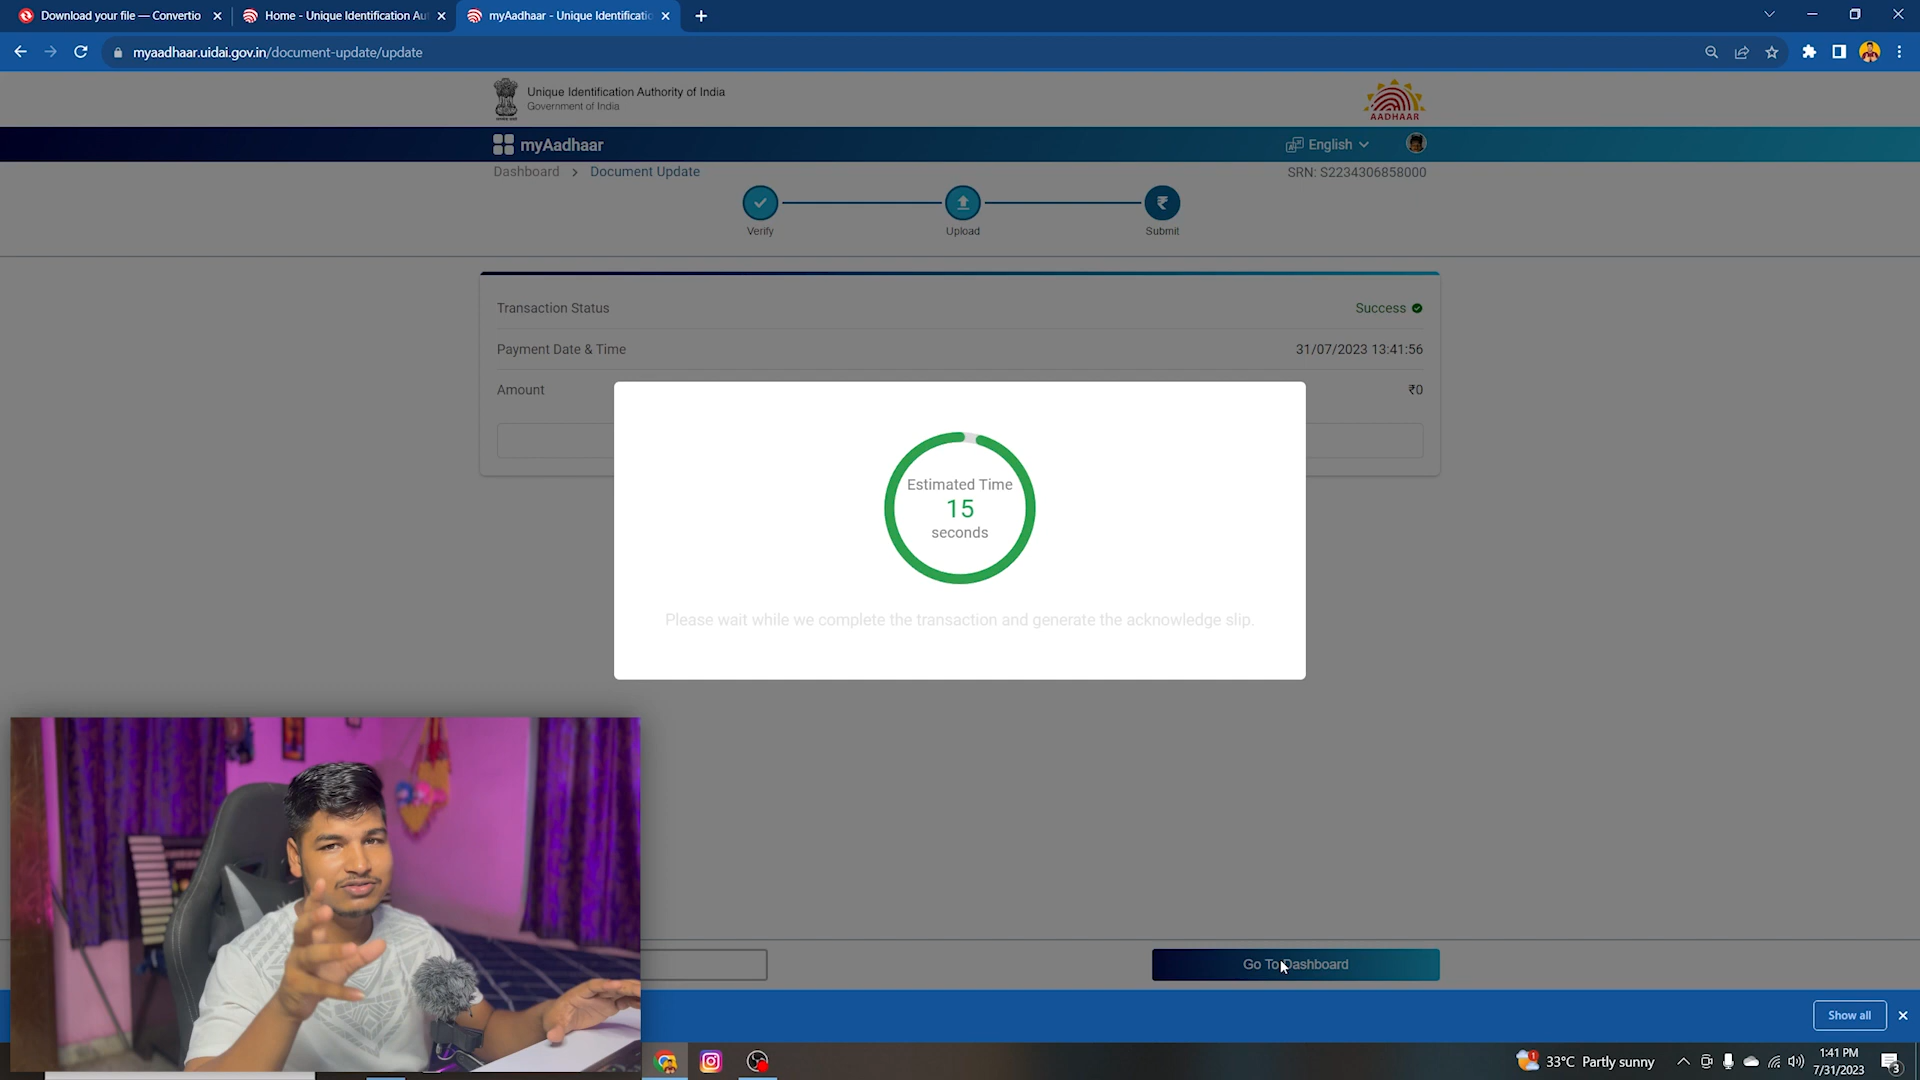 Download your file — Convertio
Home - Unique Identification Au
myAadhaar - Unique Identificatio
myaadhaar.uidai.gov.in/document-update/update
Unique Identification Authority of India
Government of India
AADHAAR
myAadhaar
English
Dashboard > Document Update
SRN: S2234306858000
Verify
Upload
Submit
Transaction Status
Success
Payment Date & Time
31/07/2023 13:41:56
Amount
₹0
Estimated Time
15
seconds
Please wait while we complete the transaction and generate the acknowledge slip.
Go To Dashboard
Show all
33°C Partly sunny
1:41 PM
7/31/2023
3